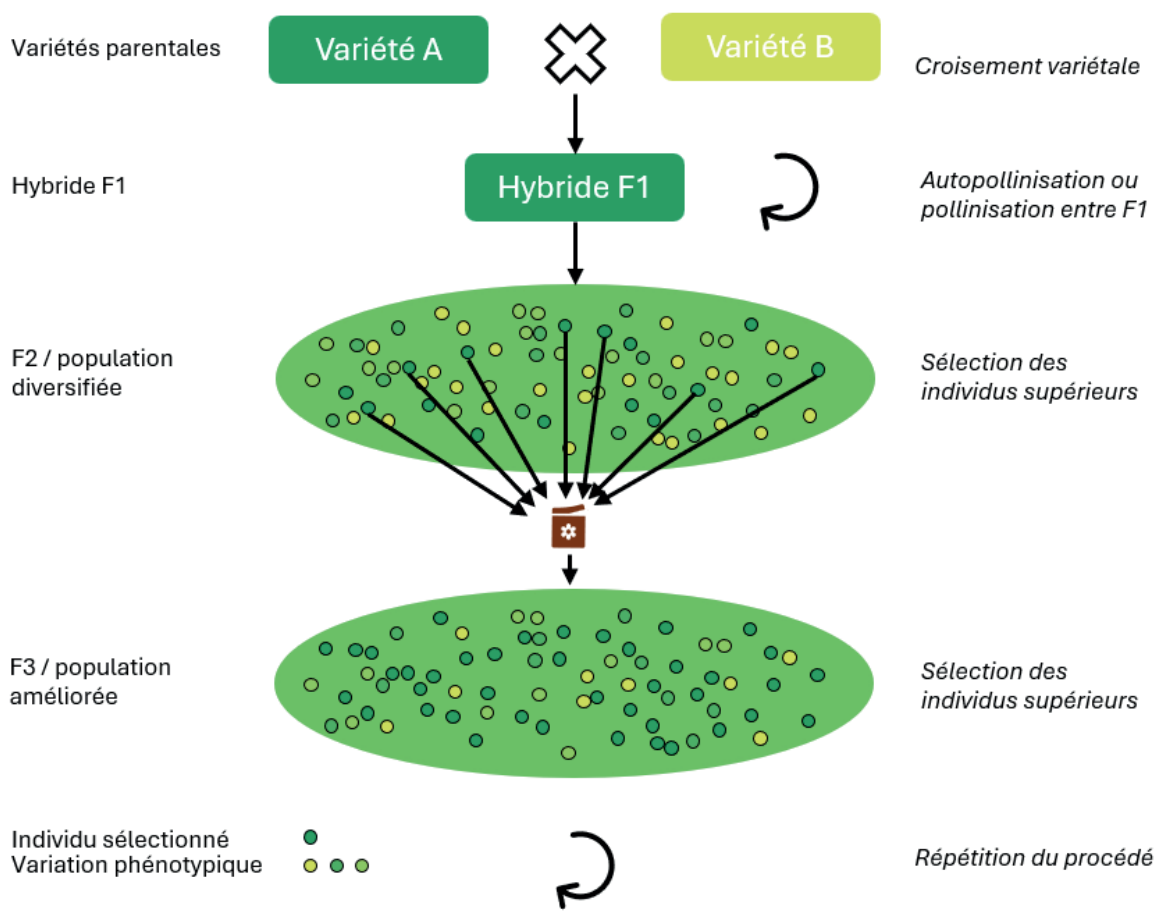 Variétés parentales
Variété A
Variété B
Croisement variétale
Hybride F1
Hybride F1
Autopollinisation ou
pollinisation entre F1
F2 / population
diversifiée
Sélection des
individus supérieurs
F3 / population
améliorée
Sélection des
individus supérieurs
Individu sélectionné
Variation phénotypique
Répétition du procédé